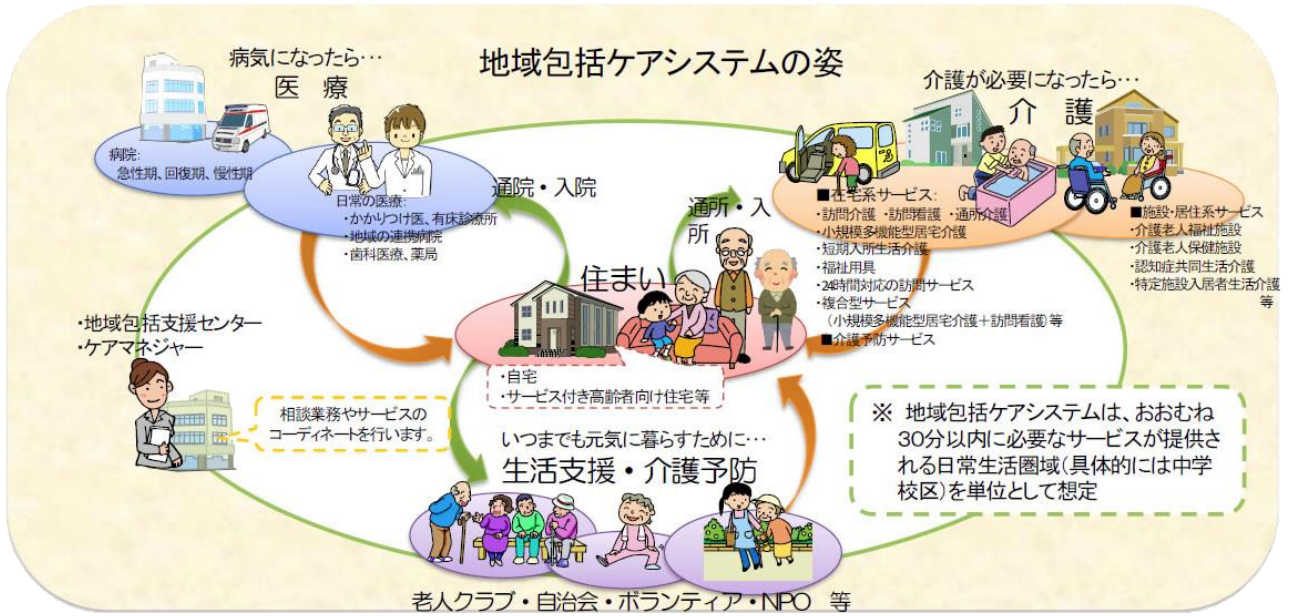 地域包括ケアシステムの姿
病気になったら…
医　療
病院:
急性期、回復期、慢性期
日常の医療:
・かかりつけ医、有床診療所
・地域の連携病院
・歯科医療、薬局
通院・入院
通所・入
所
介護が必要になったら…
介　護
■在宅系サービス:
・訪問介護　・訪問看護　・通所介護
・小規模多機能型居宅介護
・短期入所生活介護
・福祉用具
・24時間対応の訪問サービス
・複合型サービス
（小規模多機能型居宅介護＋訪問看護）等
■介護予防サービス
■施設・居住系サービス
・介護老人福祉施設
・介護老人保健施設
・認知症共同生活介護
・特定施設入居者生活介護
等
住まい
・自宅
・サービス付き高齢者向け住宅等
・地域包括支援センター
・ケアマネジャー
相談業務やサービスの
コーディネートを行います。
いつまでも元気に暮らすために…
生活支援・介護予防
老人クラブ・自治会・ボランティア・NPO　等
※　地域包括ケアシステムは、おおむね
30分以内に必要なサービスが提供さ
れる日常生活圏域（具体的には中学
校区）を単位として想定